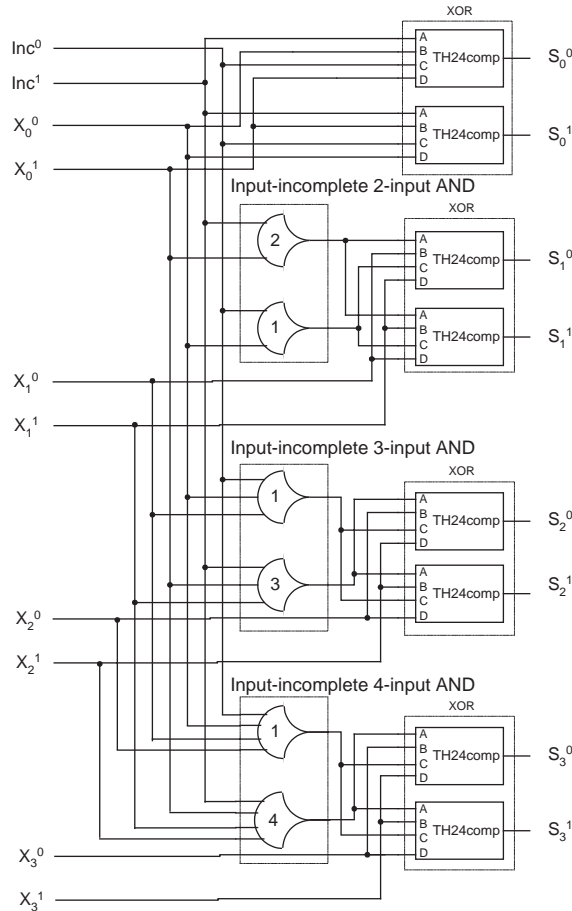 XOR
Inc⁰
A
B
C
D
TH24comp
S₀⁰
Inc¹
X₀⁰
A
B
C
D
TH24comp
S₀¹
X₀¹
Input-incomplete 2-input AND
XOR
2
A
B
C
D
TH24comp
S₁⁰
1
A
B
C
D
TH24comp
S₁¹
X₁⁰
X₁¹
Input-incomplete 3-input AND
XOR
1
A
B
C
D
TH24comp
S₂⁰
3
A
B
C
D
TH24comp
S₂¹
X₂⁰
X₂¹
Input-incomplete 4-input AND
XOR
1
A
B
C
D
TH24comp
S₃⁰
4
A
B
C
D
TH24comp
S₃¹
X₃⁰
X₃¹